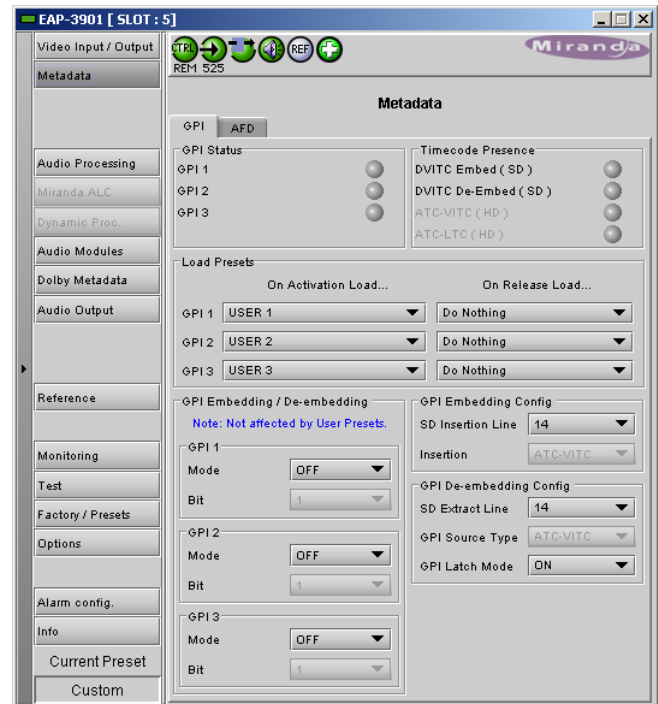 EAP-3901 [ SLOT : 5]
Video Input / Output
Metadata
Audio Processing
Miranda ALC
Dynamic Proc.
Audio Modules
Dolby Metadata
Audio Output
Reference
Monitoring
Test
Factory / Presets
Options
Alarm config.
Info
Current Preset
Custom
CTRL
REF
REM 525
Miranda
Metadata
GPI AFD
GPI Status
GPI 1
GPI 2
GPI 3
Timecode Presence
DVITC Embed ( SD )
DVITC De-Embed ( SD )
ATC-VITC ( HD )
ATC-LTC ( HD )
Load Presets
On Activation Load... On Release Load...
GPI 1 USER 1 Do Nothing
GPI 2 USER 2 Do Nothing
GPI 3 USER 3 Do Nothing
GPI Embedding / De-embedding
Note: Not affected by User Presets.
GPI 1
Mode OFF
Bit 1
GPI 2
Mode OFF
Bit 1
GPI 3
Mode OFF
Bit 1
GPI Embedding Config
SD Insertion Line 14
Insertion ATC-VITC
GPI De-embedding Config
SD Extract Line 14
GPI Source Type ATC-VITC
GPI Latch Mode ON